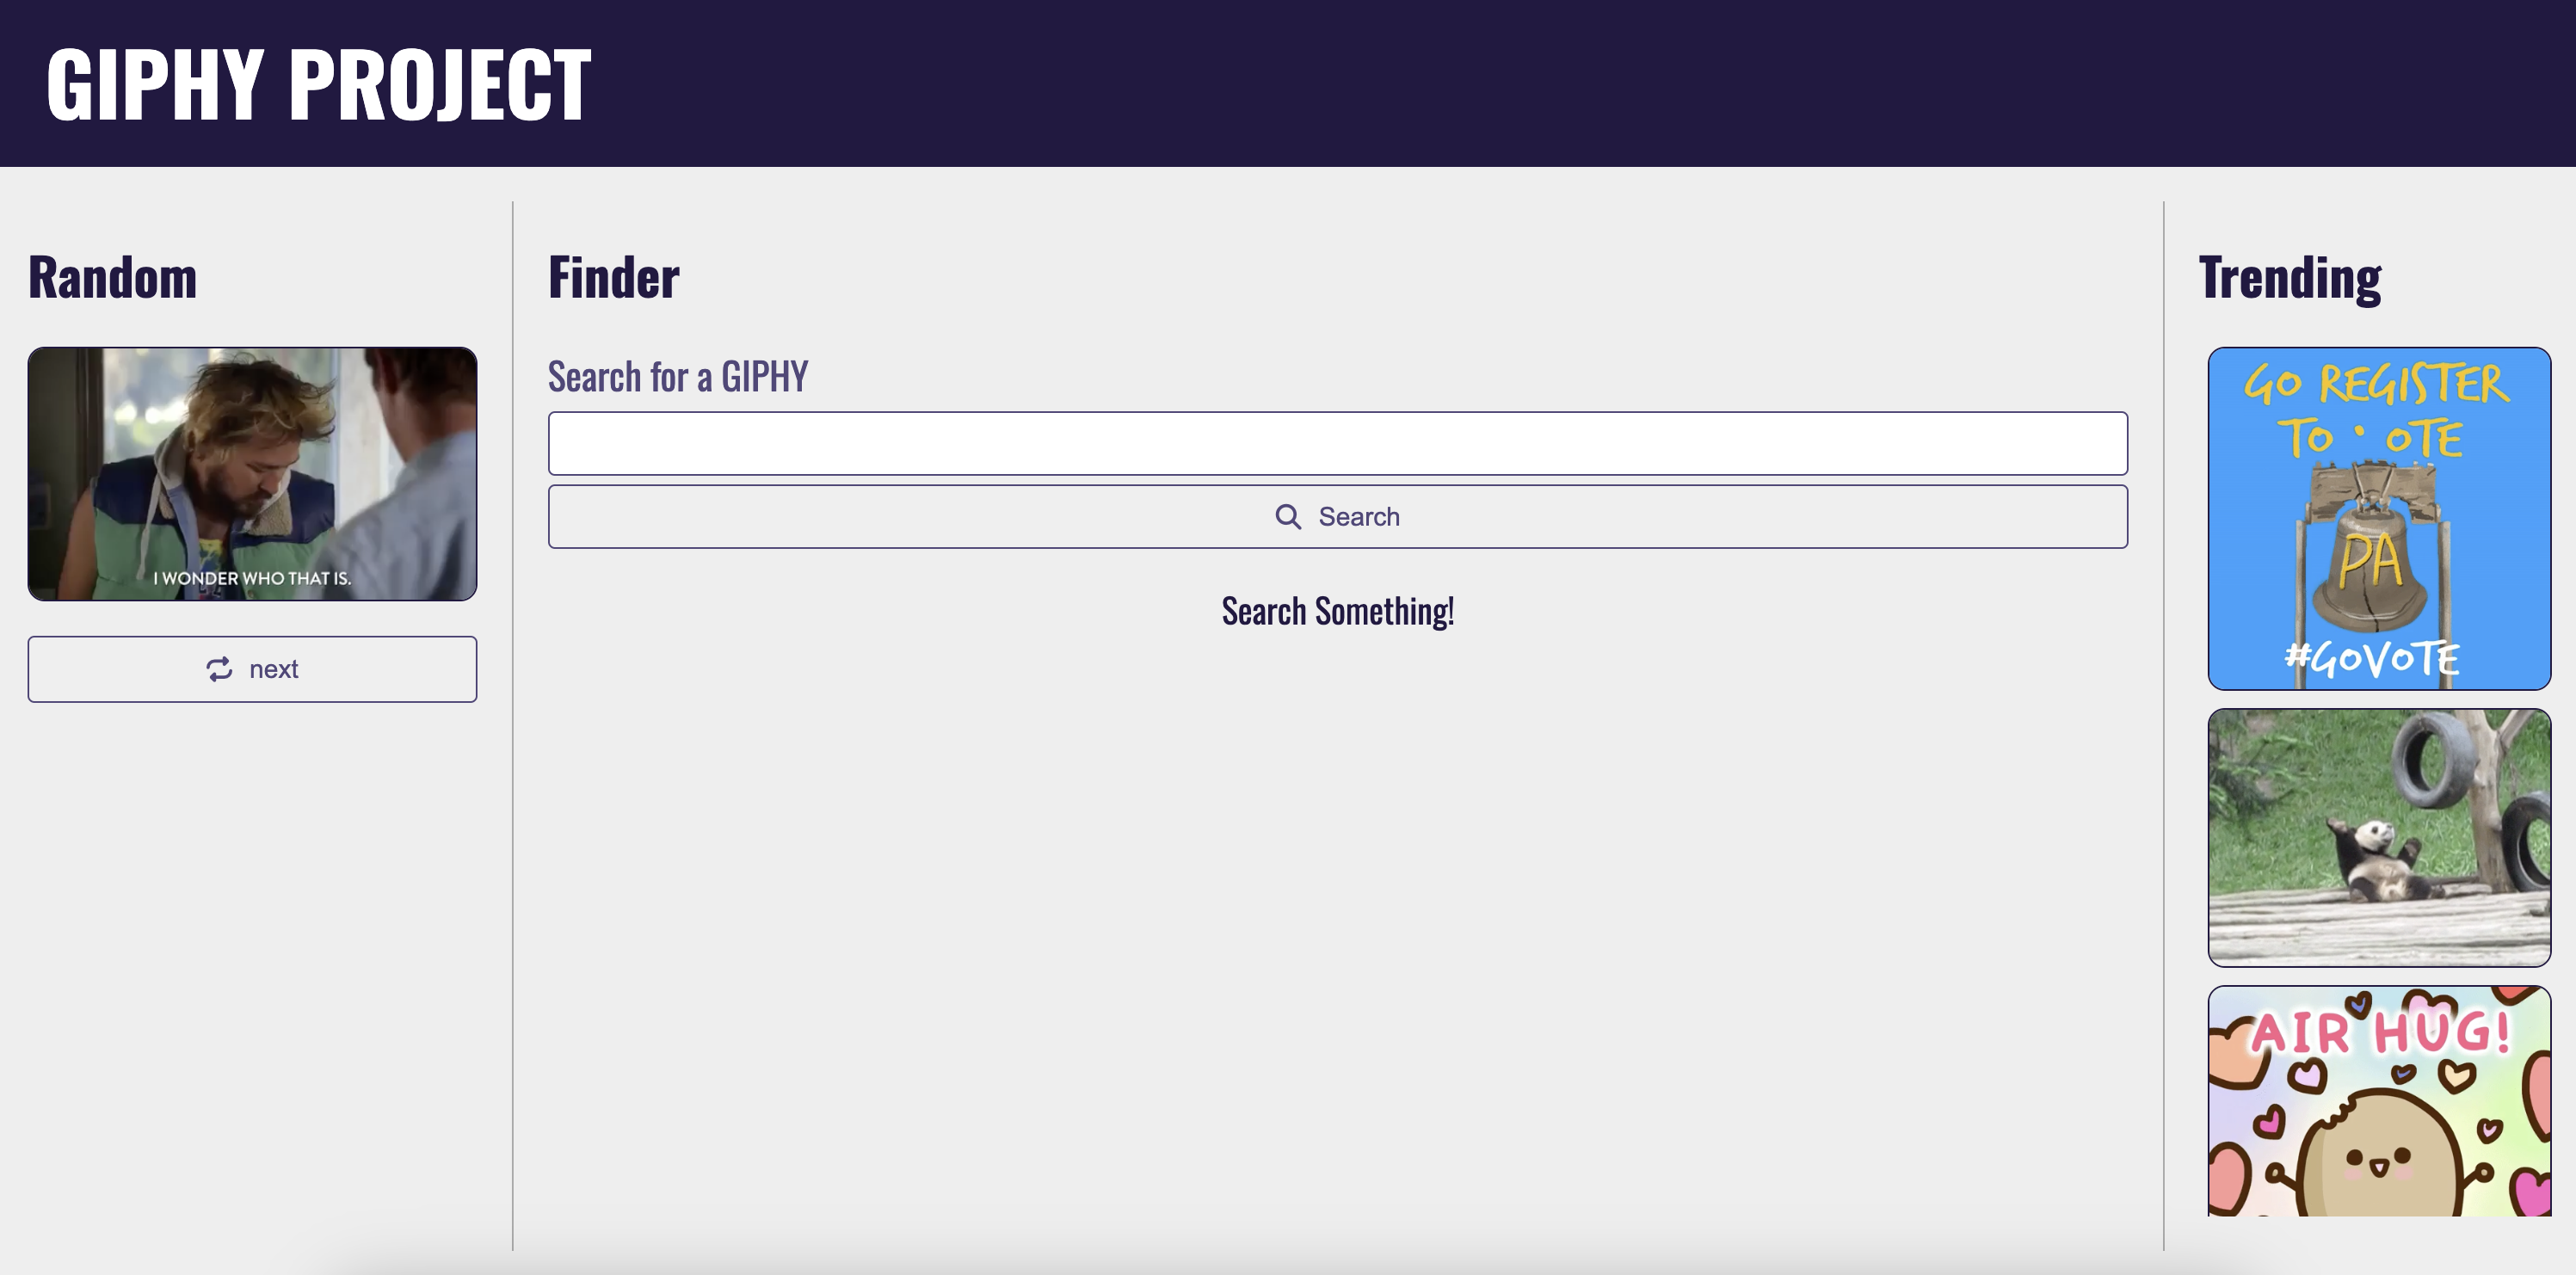 GIPHY PROJECT
Random
I WONDER WHO THAT IS.
next
Finder
Search for a GIPHY
Search
Search Something!
Trending
GO REGISTER
TO • OTE
PA
#GOVOTE
AIR HUG!